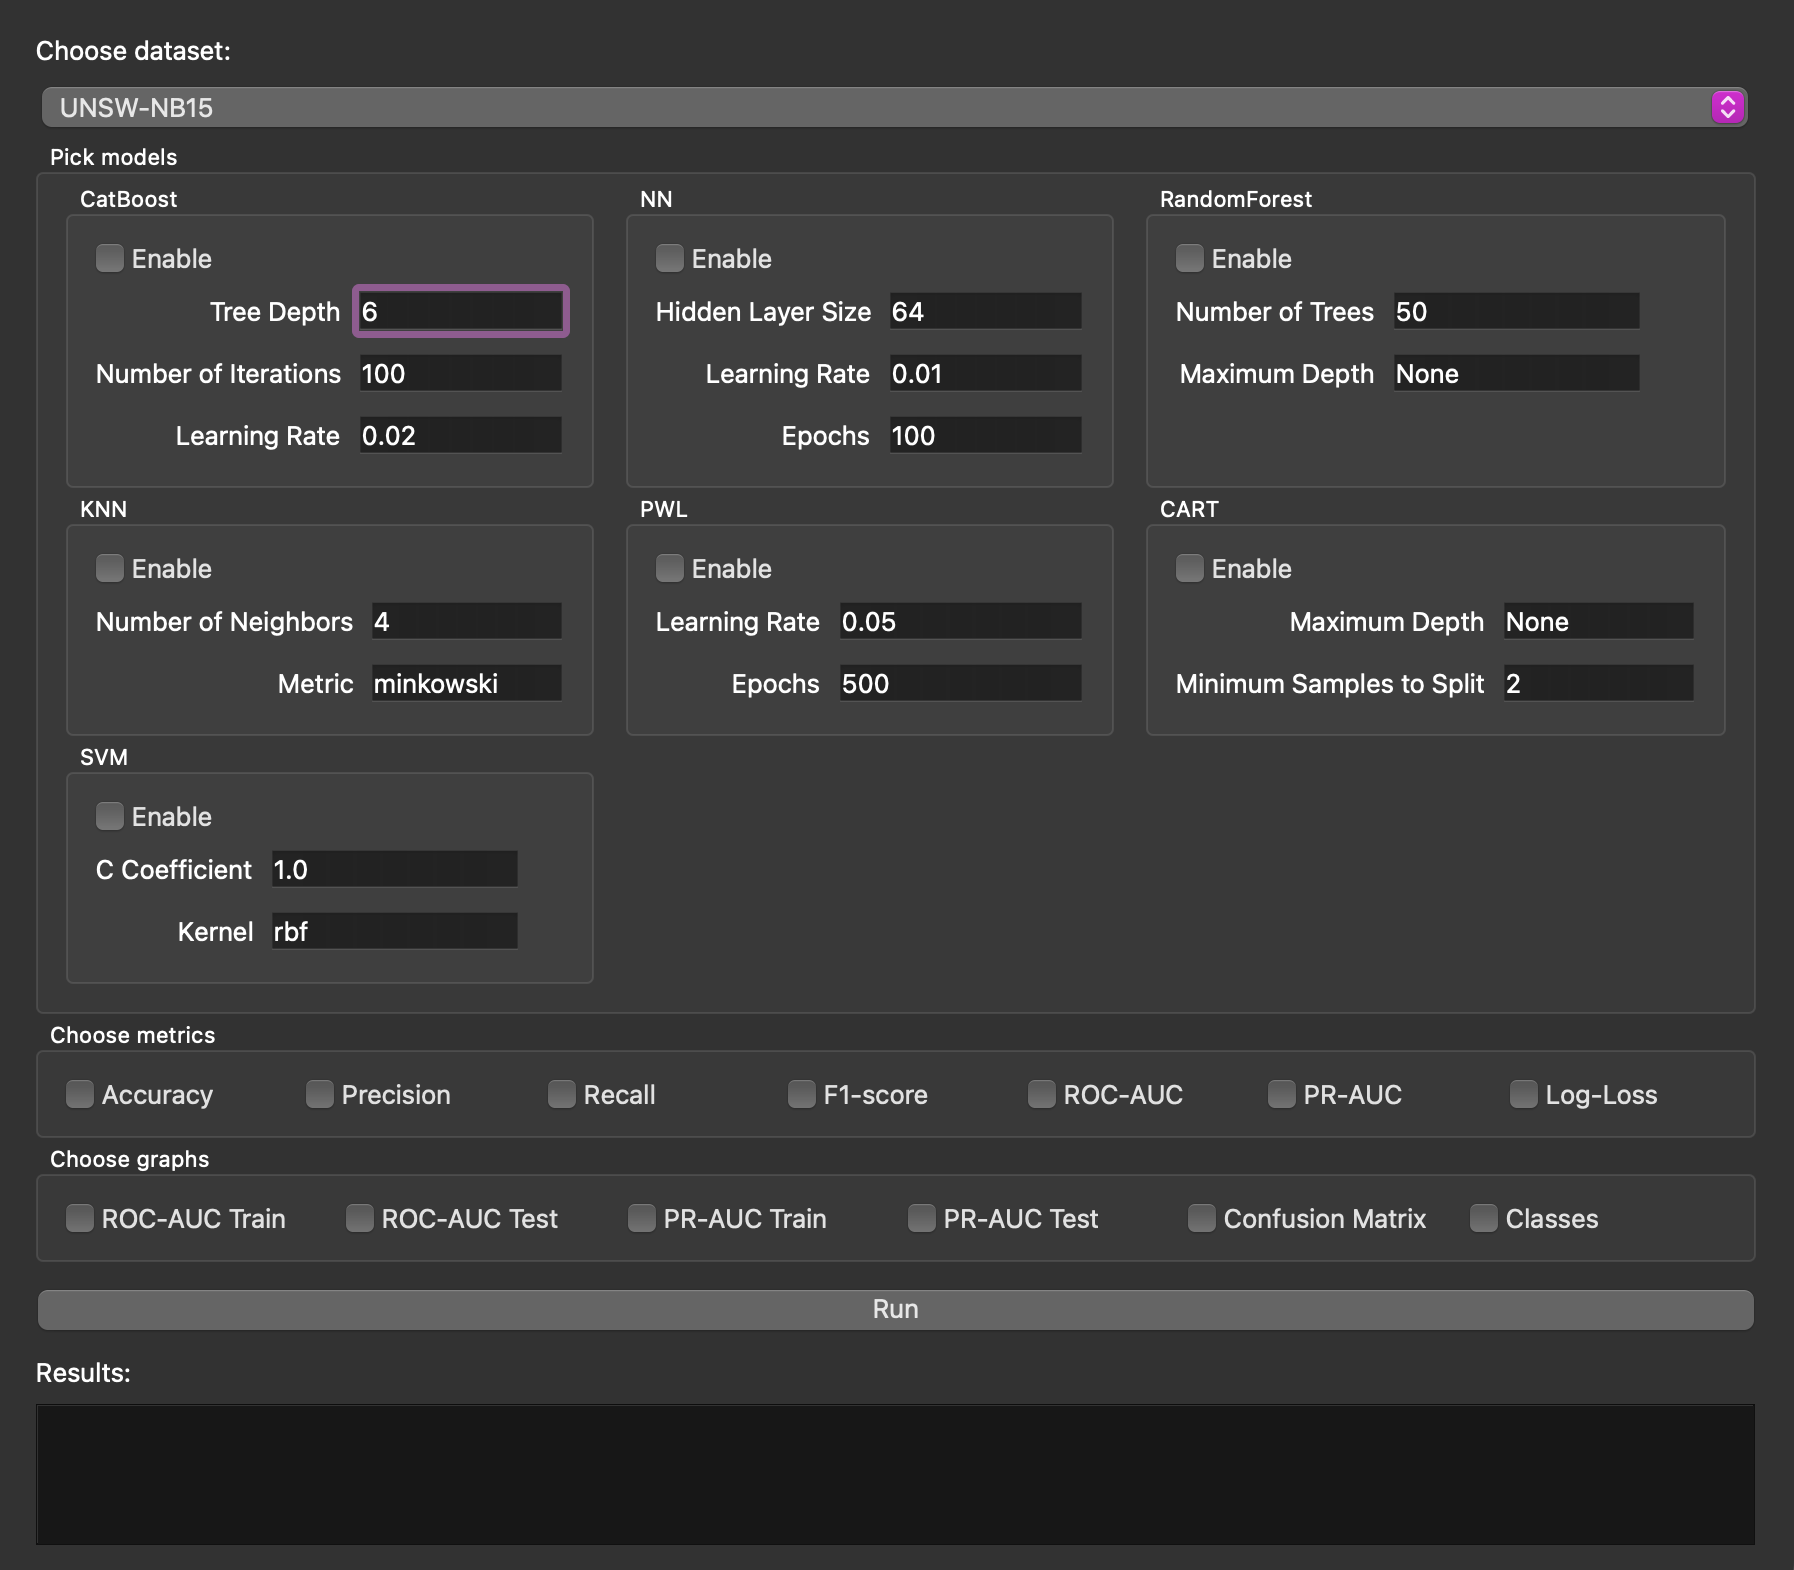 Choose dataset:
UNSW-NB15
Pick models
CatBoost
Enable
Tree Depth 6
Number of Iterations 100
Learning Rate 0.02
NN
Enable
Hidden Layer Size 64
Learning Rate 0.01
Epochs 100
RandomForest
Enable
Number of Trees 50
Maximum Depth None
KNN
Enable
Number of Neighbors 4
Metric minkowski
PWL
Enable
Learning Rate 0.05
Epochs 500
CART
Enable
Maximum Depth None
Minimum Samples to Split 2
SVM
Enable
C Coefficient 1.0
Kernel rbf
Choose metrics
Accuracy Precision Recall F1-score ROC-AUC PR-AUC Log-Loss
Choose graphs
ROC-AUC Train ROC-AUC Test PR-AUC Train PR-AUC Test Confusion Matrix Classes
Run
Results: